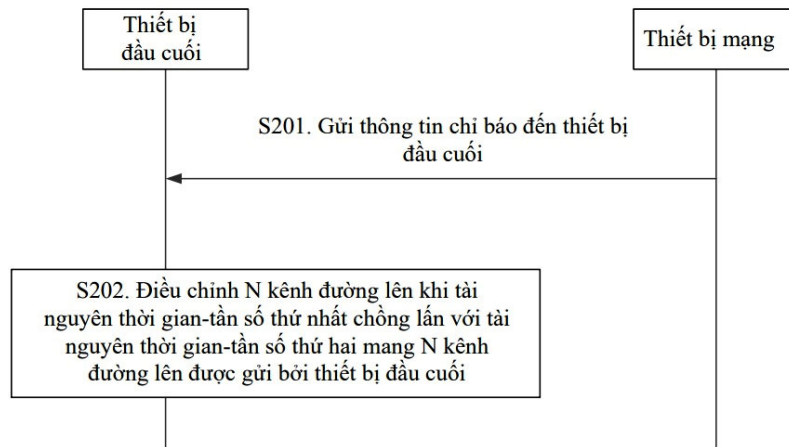 Thiết bị
đầu cuối
Thiết bị mạng
S201. Gửi thông tin chỉ báo đến thiết bị
đầu cuối
S202. Điều chỉnh N kênh đường lên khi tài
nguyên thời gian-tần số thứ nhất chồng lấn với tài
nguyên thời gian-tần số thứ hai mang N kênh
đường lên được gửi bởi thiết bị đầu cuối